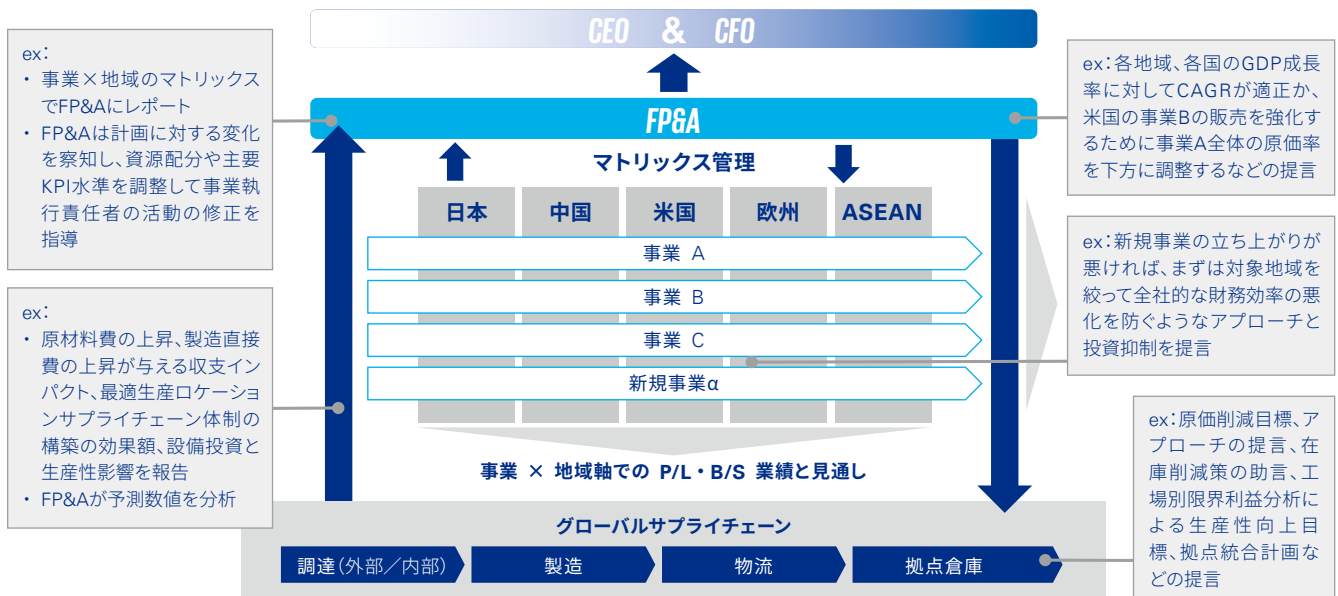 CEO & CFO
ex：
・ 事業×地域のマトリックス
でFP&Aにレポート
・ FP&Aは計画に対する変化
を察知し、資源配分や主要
KPI水準を調整して事業執
行責任者の活動の修正を
指導
FP&A
ex：各地域、各国のGDP成長
率に対してCAGRが適正か、
米国の事業Bの販売を強化す
るために事業A全体の原価率
を下方に調整するなどの提言
マトリックス管理
日本 中国 米国 欧州 ASEAN
事業 A
事業 B
事業 C
新規事業α
ex：新規事業の立ち上がりが
悪ければ、まずは対象地域を
絞って全社的な財務効率の悪
化を防ぐようなアプローチと
投資抑制を提言
ex：
・ 原材料費の上昇、製造直接
費の上昇が与える収支イン
パクト、最適生産ロケーショ
ンサプライチェーン体制の
構築の効果額、設備投資と
生産性影響を報告
・ FP&Aが予測数値を分析
事業 × 地域軸での P/L・B/S 業績と見通し
グローバルサプライチェーン
調達（外部／内部） 製造 物流 拠点倉庫
ex：原価削減目標、ア
プローチの提言、在
庫削減策の助言、工
場別限界利益分析に
よる生産性向上目
標、拠点統合計画な
どの提言